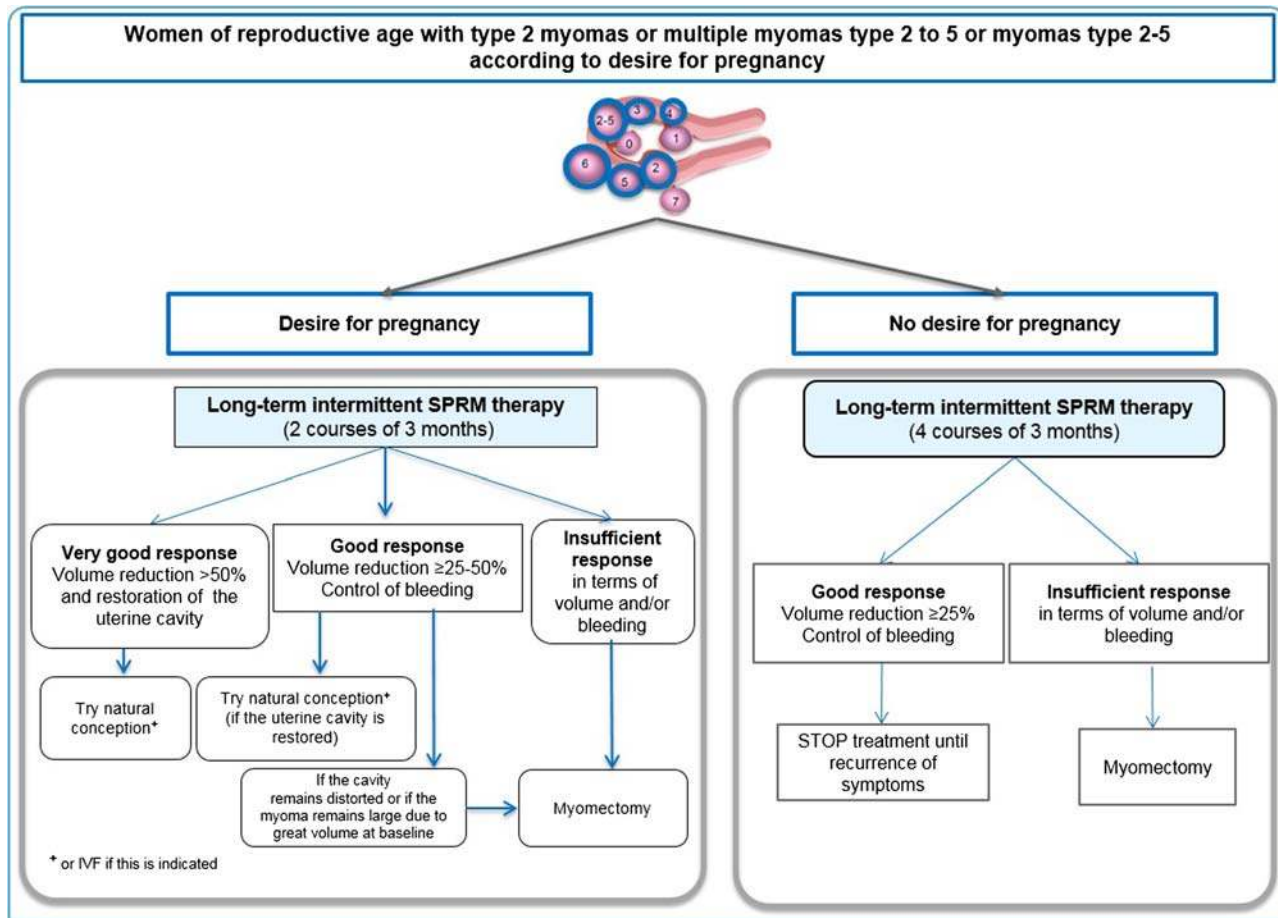 Women of reproductive age with type 2 myomas or multiple myomas type 2 to 5 or myomas type 2-5
according to desire for pregnancy
2-5
3
4
0
1
6
5
2
7
Desire for pregnancy
No desire for pregnancy
Long-term intermittent SPRM therapy
(2 courses of 3 months)
Very good response
Volume reduction >50%
and restoration of the
uterine cavity
Good response
Volume reduction ≥25-50%
Control of bleeding
Insufficient
response
in terms of
volume and/or
bleeding
Try natural
conception⁺
Try natural conception⁺
(if the uterine cavity is
restored)
If the cavity
remains distorted or if the
myoma remains large due to
great volume at baseline
Myomectomy
⁺ or IVF if this is indicated
Long-term intermittent SPRM therapy
(4 courses of 3 months)
Good response
Volume reduction ≥25%
Control of bleeding
Insufficient response
in terms of volume and/or
bleeding
STOP treatment until
recurrence of
symptoms
Myomectomy